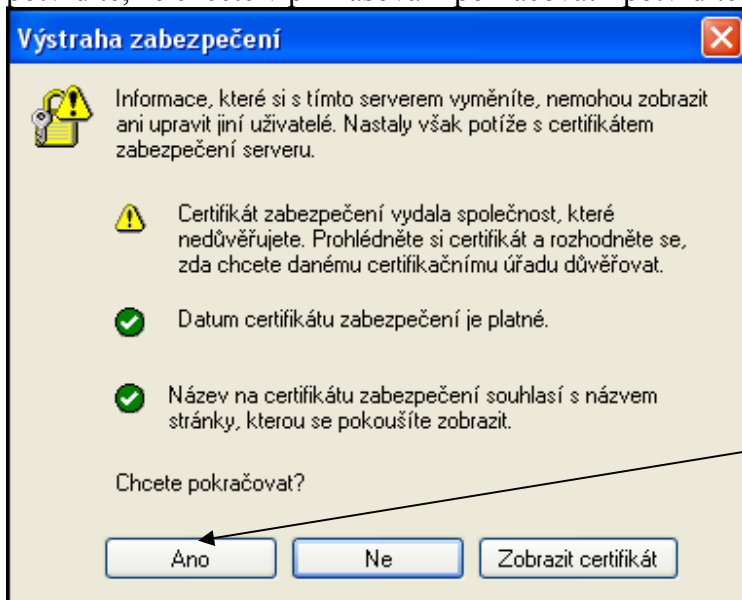 Výstraha zabezpečení
Informace, které si s tímto serverem vyměníte, nemohou zobrazit
ani upravit jiní uživatelé. Nastaly však potíže s certifikátem
zabezpečení serveru.
Certifikát zabezpečení vydala společnost, které
nedůvěřujete. Prohlédněte si certifikát a rozhodněte se,
zda chcete danému certifikačnímu úřadu důvěřovat.
Datum certifikátu zabezpečení je platné.
Název na certifikátu zabezpečení souhlasí s názvem
stránky, kterou se pokoušíte zobrazit.
Chcete pokračovat?
Ano Ne Zobrazit certifikát